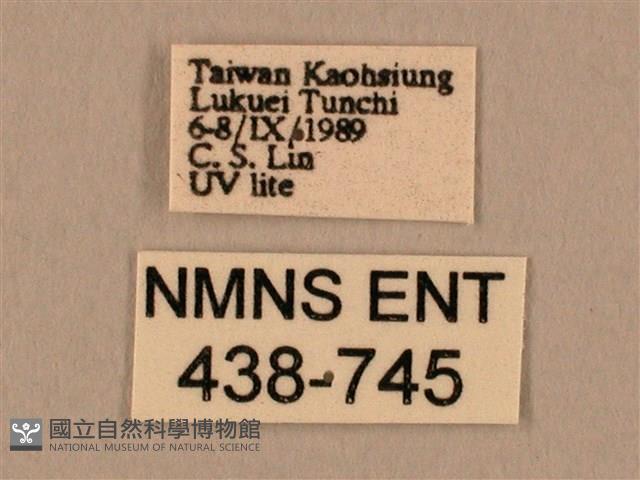 Taiwan Kaohsiung
Lukuei Tunchi
6-8/IX/1989
C. S. Lin
UV lite
NMNS ENT
438-745
國立自然科學博物館
NATIONAL MUSEUM OF NATURAL SCIENCE